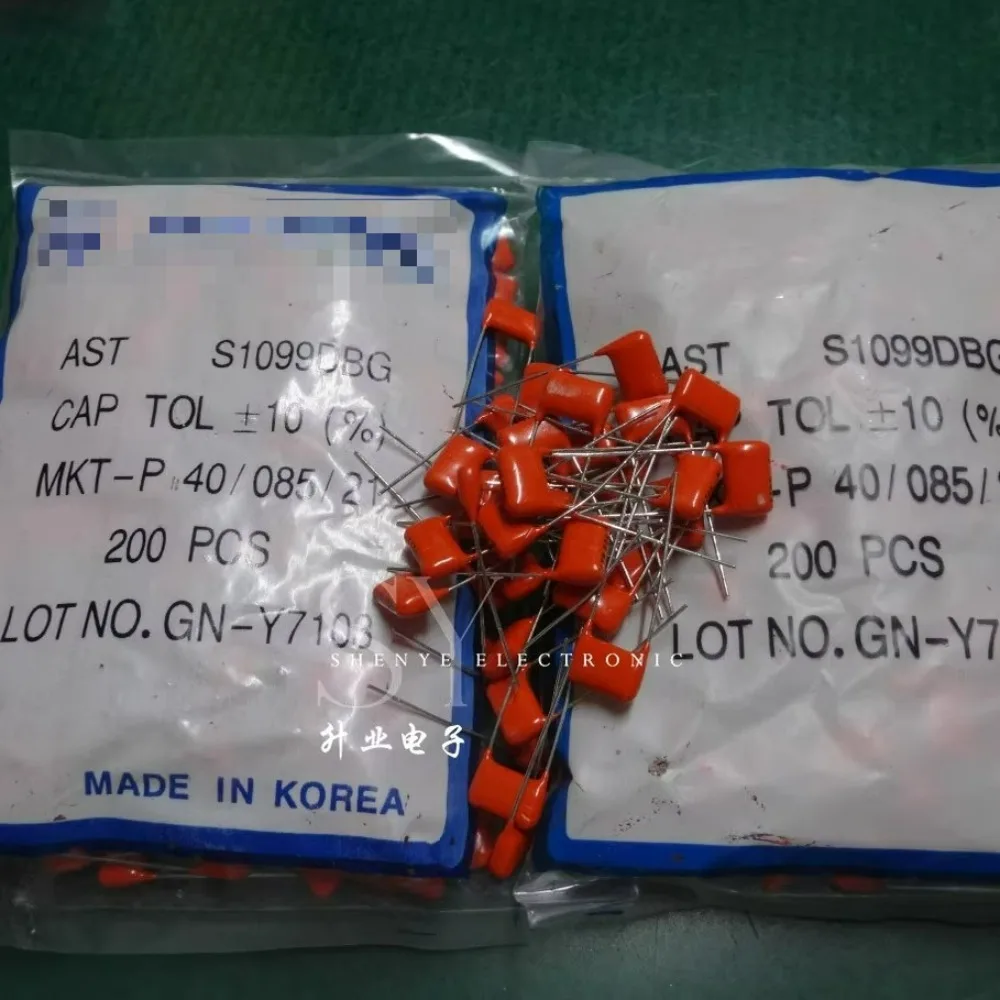 AST S1099DBG
CAP TOL ±10 (%)
MKT-P 40/085/21
200 PCS
LOT NO. GN-Y7103
MADE IN KOREA
AST S1099DBG
TOL ±10 (%
-P 40/085/
200 PCS
LOT NO. GN-Y7
SY
SHENYE ELECTRONIC
升业电子